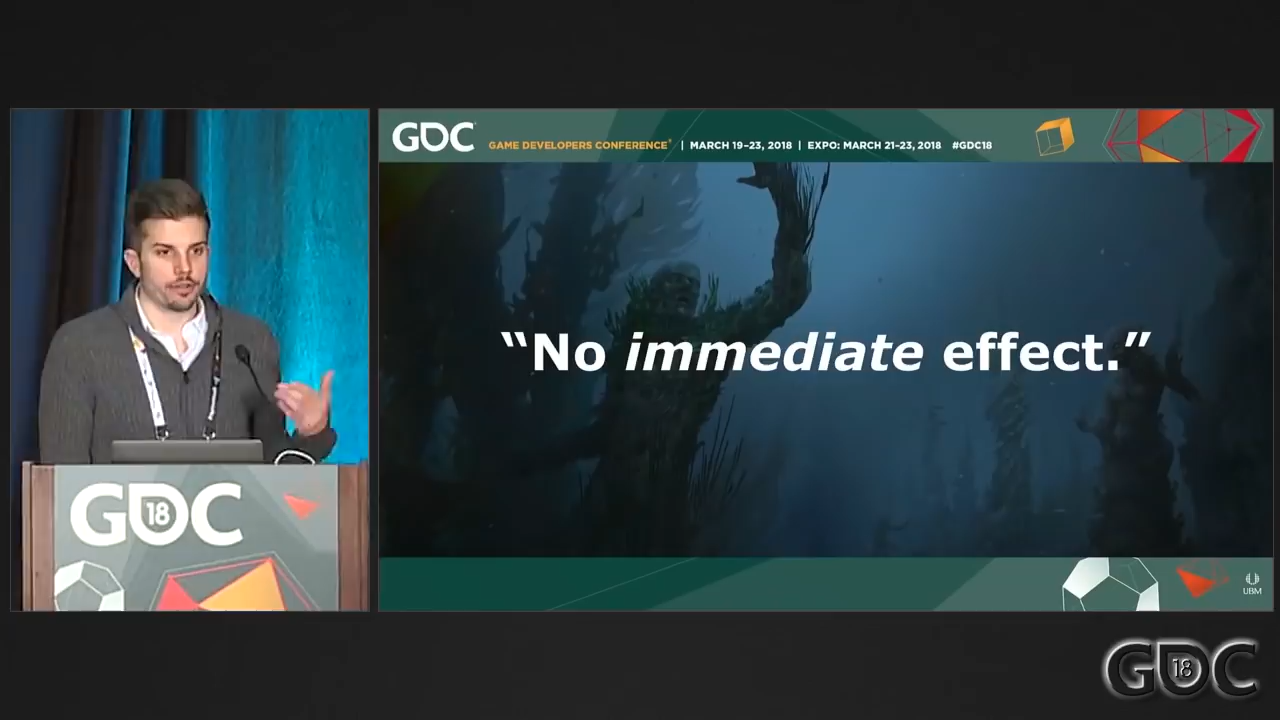 GDC
GAME DEVELOPERS CONFERENCE® | MARCH 19–23, 2018 | EXPO: MARCH 21–23, 2018 #GDC18
“No immediate effect.”
GDC
18
UBM
GDC
18